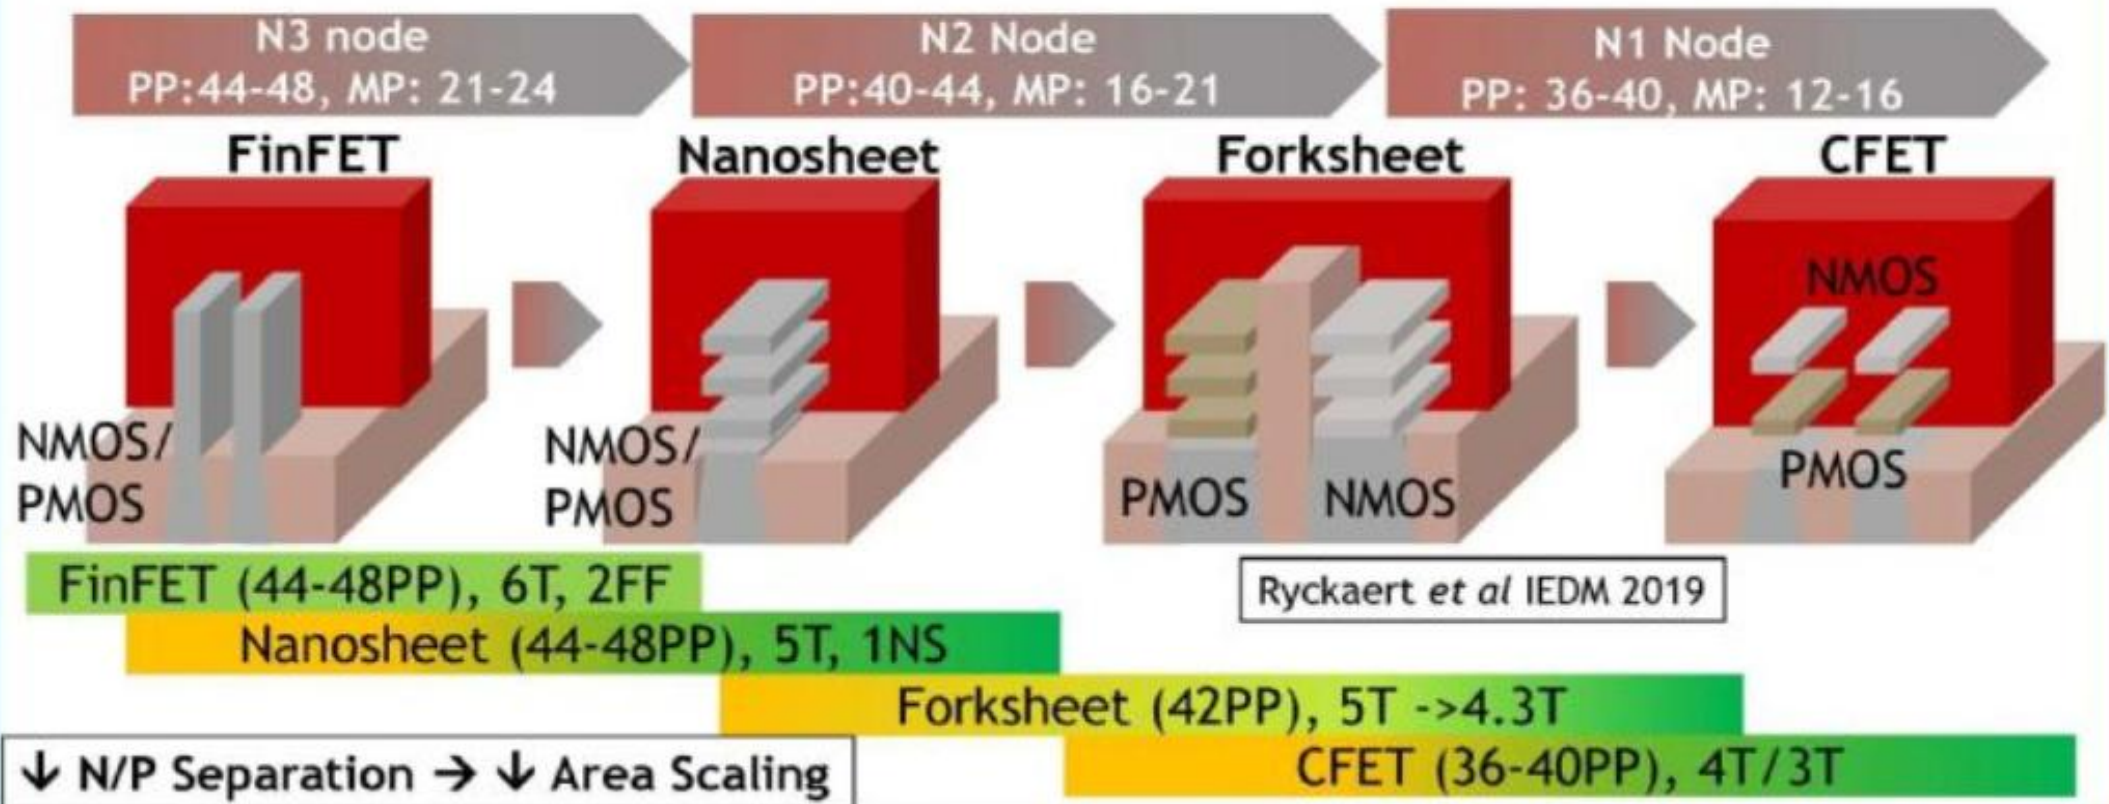 N3 node
PP:44-48, MP: 21-24
N2 Node
PP:40-44, MP: 16-21
N1 Node
PP: 36-40, MP: 12-16
FinFET
Nanosheet
Forksheet
CFET
NMOS/
PMOS
NMOS/
PMOS
PMOS
NMOS
NMOS
PMOS
FinFET (44-48PP), 6T, 2FF
Ryckaert et al IEDM 2019
Nanosheet (44-48PP), 5T, 1NS
Forksheet (42PP), 5T ->4.3T
↓ N/P Separation → ↓ Area Scaling
CFET (36-40PP), 4T/3T